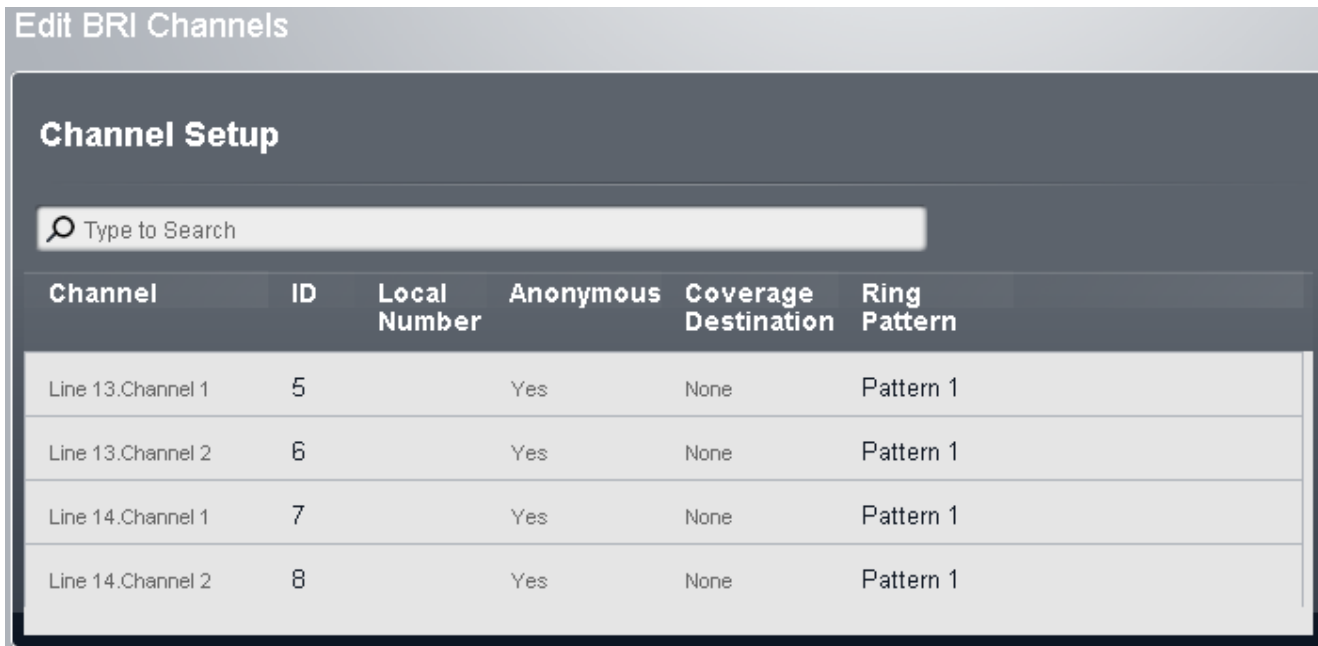 Edit BRI Channels
Channel Setup
Type to Search
Channel ID Local Number Anonymous Coverage Destination Ring Pattern
Line 13.Channel 1 5 Yes None Pattern 1
Line 13.Channel 2 6 Yes None Pattern 1
Line 14.Channel 1 7 Yes None Pattern 1
Line 14.Channel 2 8 Yes None Pattern 1